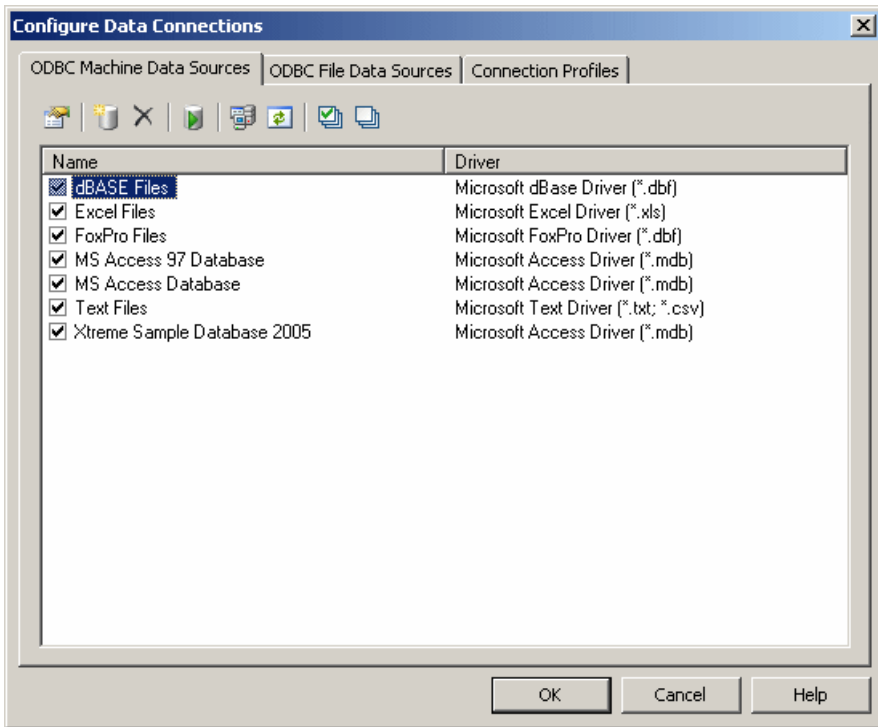 Configure Data Connections
ODBC Machine Data Sources ODBC File Data Sources Connection Profiles
Name Driver
dBASE Files Microsoft dBase Driver (*.dbf)
Excel Files Microsoft Excel Driver (*.xls)
FoxPro Files Microsoft FoxPro Driver (*.dbf)
MS Access 97 Database Microsoft Access Driver (*.mdb)
MS Access Database Microsoft Access Driver (*.mdb)
Text Files Microsoft Text Driver (*.txt; *.csv)
Xtreme Sample Database 2005 Microsoft Access Driver (*.mdb)
OK Cancel Help